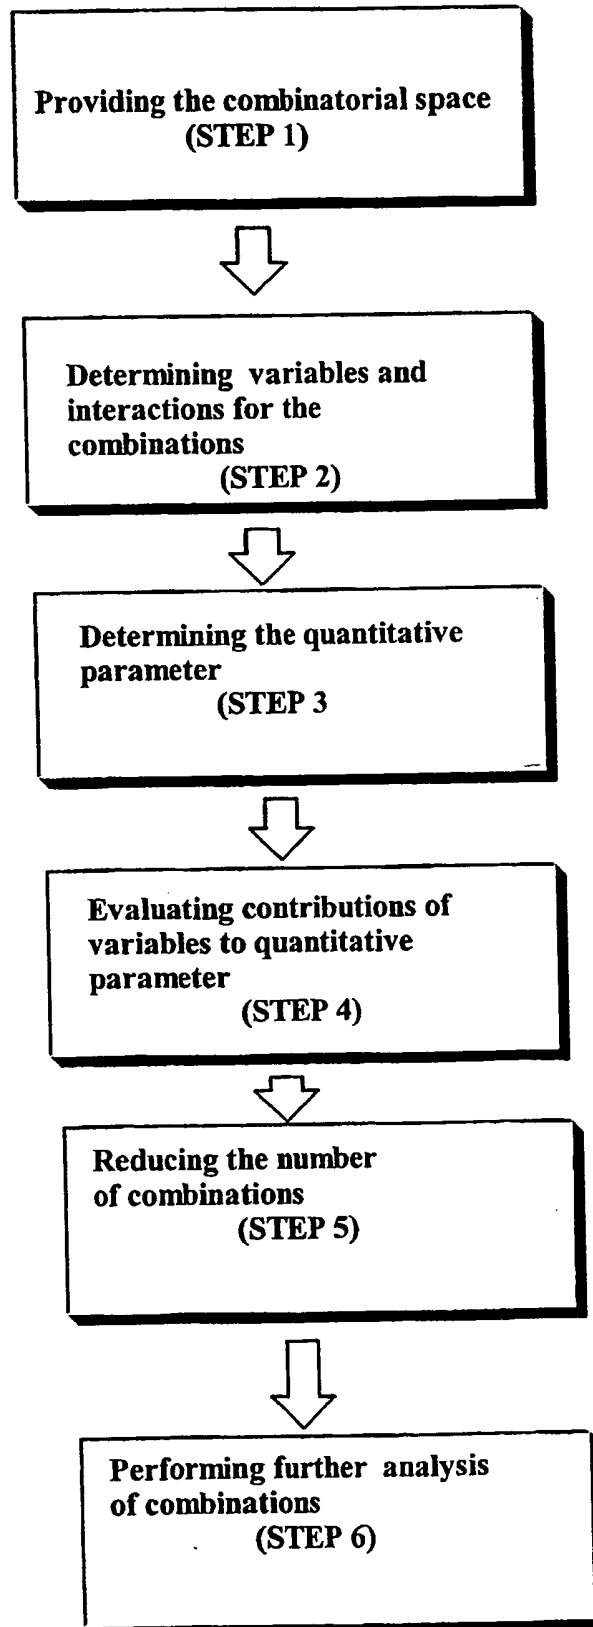 Providing the combinatorial space
(STEP 1)
Determining variables and
interactions for the
combinations
(STEP 2)
Determining the quantitative
parameter
(STEP 3
Evaluating contributions of
variables to quantitative
parameter
(STEP 4)
Reducing the number
of combinations
(STEP 5)
Performing further analysis
of combinations
(STEP 6)